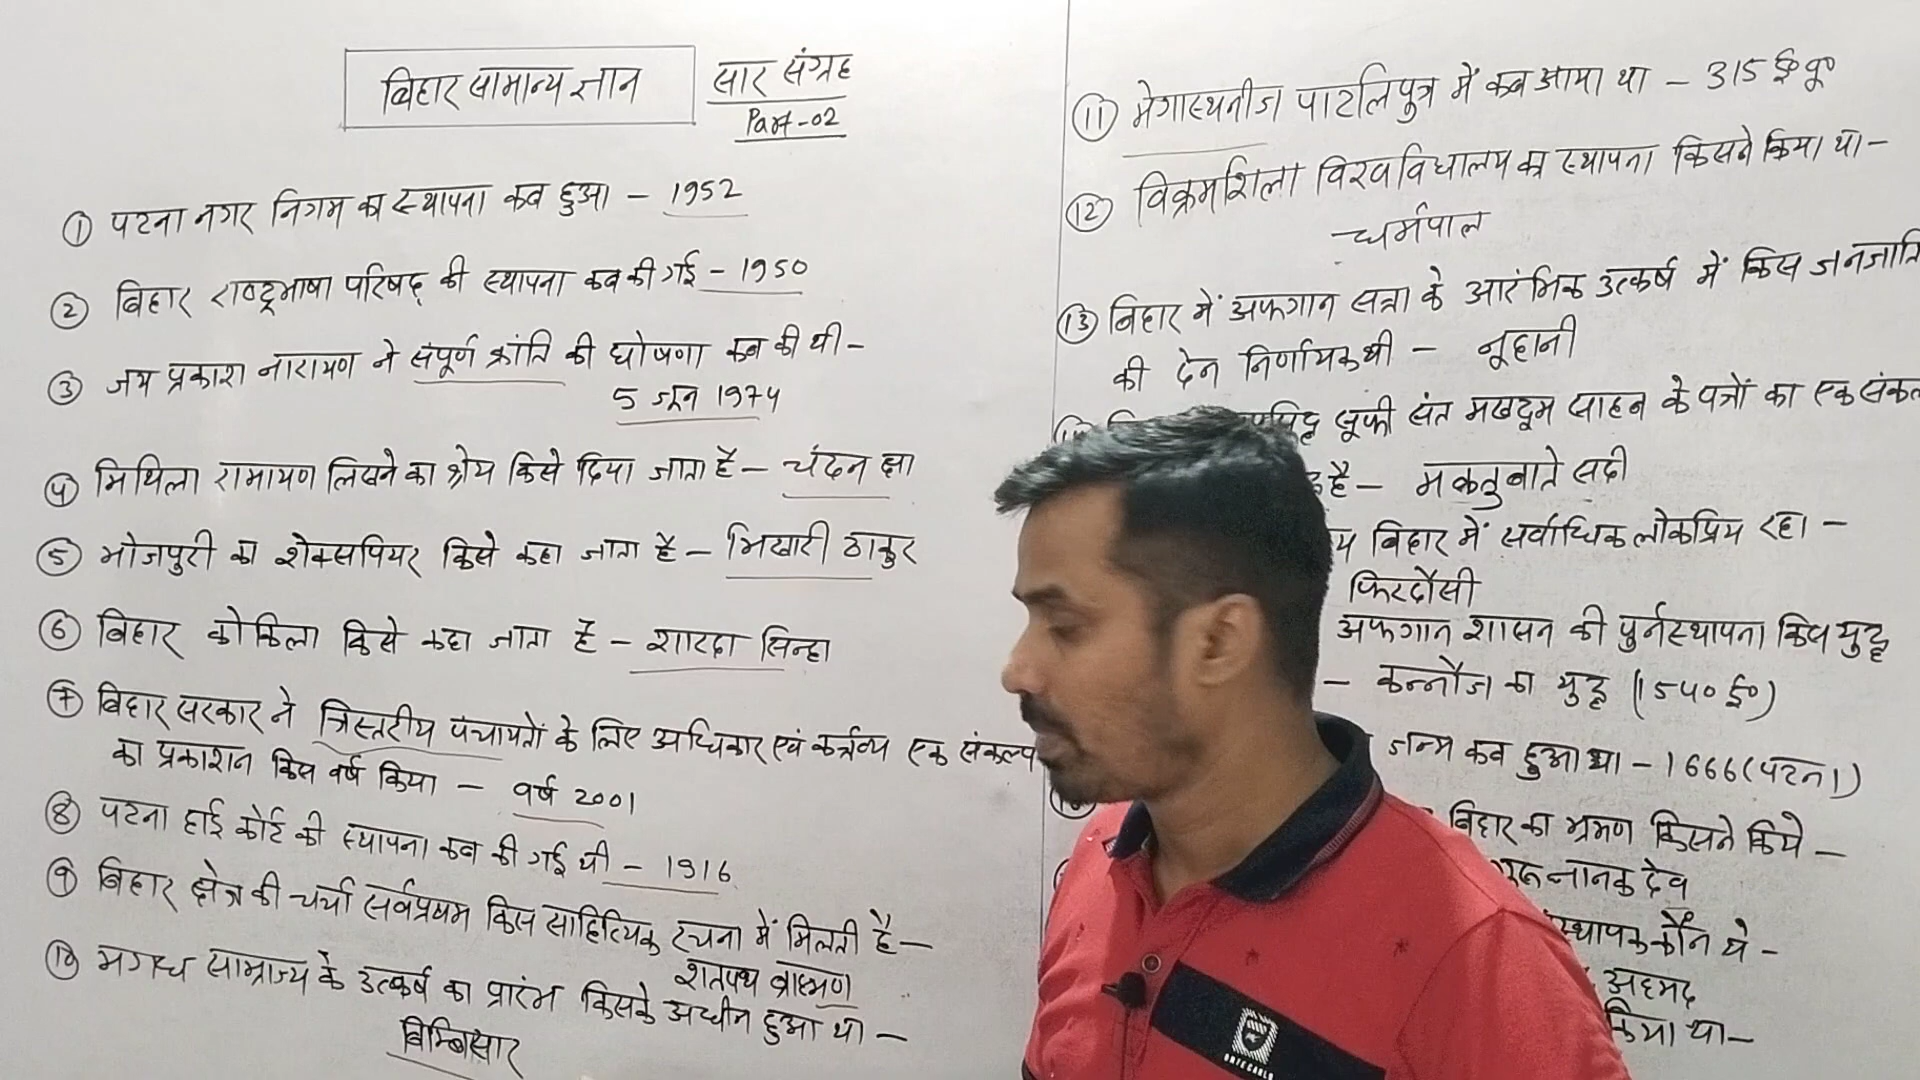 बिहार सामान्य ज्ञान
सार संग्रह
Part-02
① पटना नगर निगम का स्थापना कब हुआ - 1952
② बिहार राष्ट्रभाषा परिषद् की स्थापना कब की गई - 1950
③ जय प्रकाश नारायण ने संपूर्ण क्रांति की घोषणा कब की थी -
5 जून 1974
④ मिथिला रामायण लिखने का श्रेय किसे दिया जाता है - चंदन झा
⑤ भोजपुरी का शेक्सपियर किसे कहा जाता है - भिखारी ठाकुर
⑥ बिहार कोकिला किसे कहा जाता है - शारदा सिन्हा
⑦ बिहार सरकार ने त्रिस्तरीय पंचायतों के लिए अधिकार एवं कर्त्तव्य एक संकल्प
का प्रकाशन किस वर्ष किया - वर्ष 2001
⑧ पटना हाई कोर्ट की स्थापना कब की गई थी - 1916
⑨ बिहार क्षेत्र की चर्चा सर्वप्रथम किस साहित्यिक रचना में मिलती है -
शतपथ ब्राह्मण
⑩ मगध साम्राज्य के उत्कर्ष का प्रारंभ किसके अधीन हुआ था -
बिम्बिसार
⑪ मेगास्थनीज पाटलिपुत्र में कब आया था - 315 ई०पू०
⑫ विक्रमशिला विश्वविद्यालय का स्थापना किसने किया था -
- धर्मपाल
⑬ बिहार में अफगान सत्ता के आरंभिक उत्कर्ष में किस जनजाति
की देन निर्णायक थी - नूहानी
सूफी संत मखदूम साहब के पत्रों का एक संकल
है - मकतुबाते सदी
बिहार में सर्वाधिक लोकप्रिय रहा -
फिरदौसी
अफगान शासन की पुर्नस्थापना किस युद्ध
- कन्नौज का युद्ध (1540 ई०)
जन्म कब हुआ था - 1666 (पटना)
बिहार का भ्रमण किसने किये -
नानक देव
कौन थे -
अहमद
किया था -